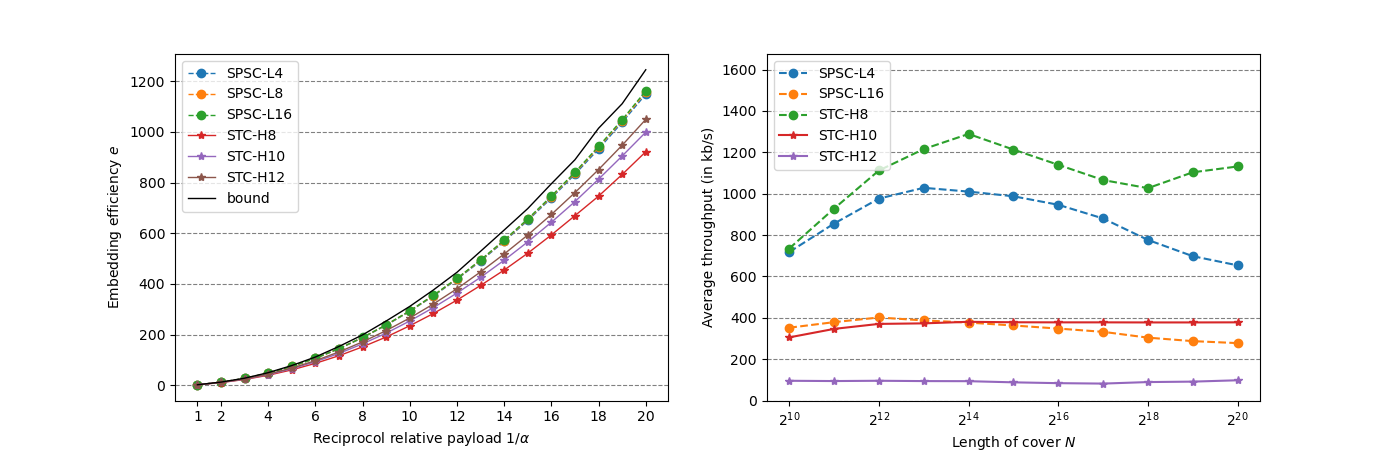 SPSC-L4
SPSC-L8
SPSC-L16
STC-H8
STC-H10
STC-H12
bound
Embedding efficiency e
1200
1000
800
600
400
200
0
1 2 4 6 8 10 12 14 16 18 20
Reciprocol relative payload 1/α
SPSC-L4
SPSC-L16
STC-H8
STC-H10
STC-H12
Average throughput (in kb/s)
1600
1400
1200
1000
800
600
400
200
0
2^10 2^12 2^14 2^16 2^18 2^20
Length of cover N